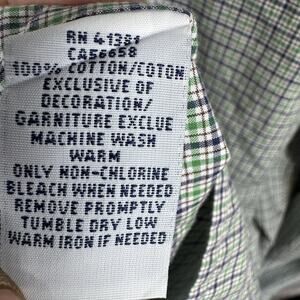 RN 41381
CA56658
100% COTTON/COTON
EXCLUSIVE OF
DECORATION/
GARNITURE EXCLUE
MACHINE WASH
WARM
ONLY NON-CHLORINE
BLEACH WHEN NEEDED
REMOVE PROMPTLY
TUMBLE DRY LOW
WARM IRON IF NEEDED